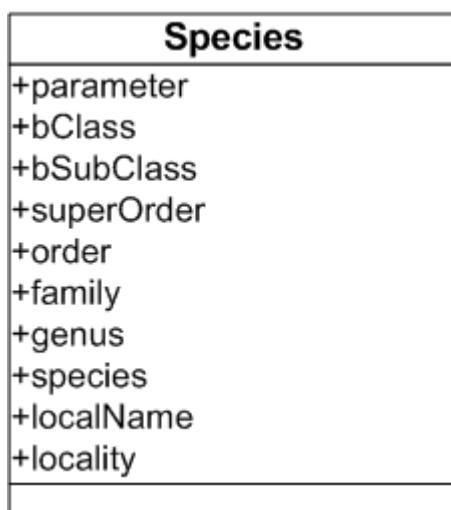 Species
+parameter
+bClass
+bSubClass
+superOrder
+order
+family
+genus
+species
+localName
+locality